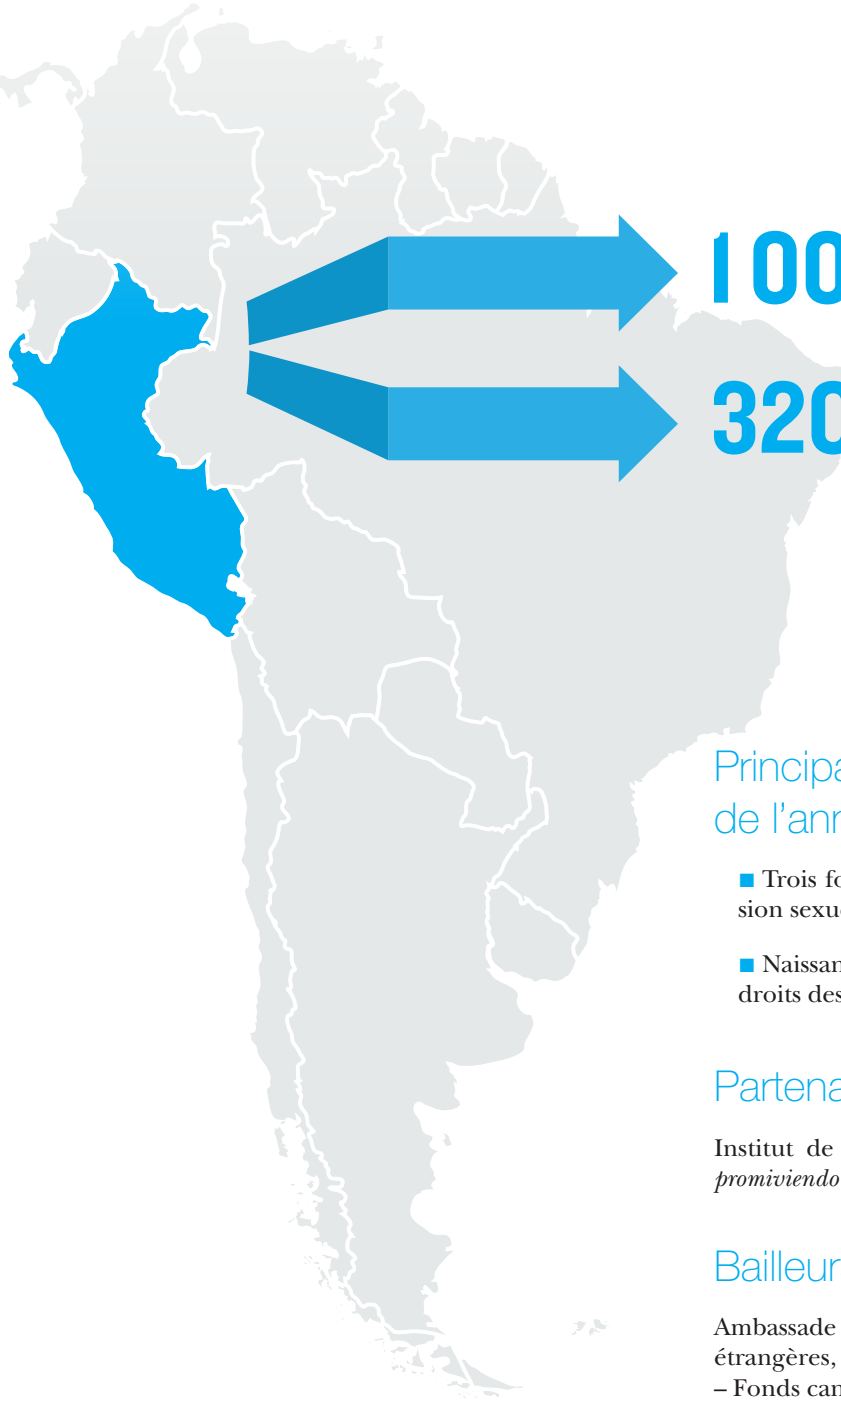 100
320
Principa
de l'ann
■ Trois fo
sion sexu
■ Naissan
droits des
Partena
Institut de
promiviendo
Bailleur
Ambassade
étrangères,
– Fonds can